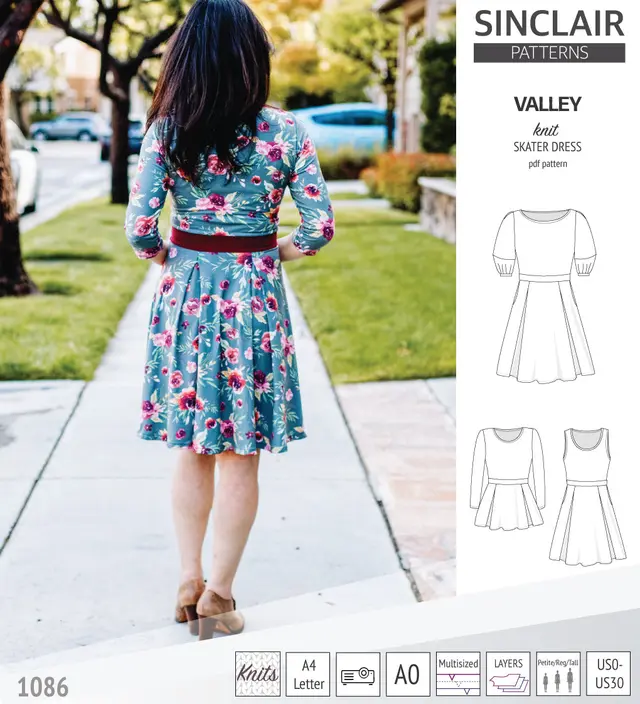 SINCLAIR
PATTERNS
VALLEY
knit
SKATER DRESS
pdf pattern
1086
Knits
A4
Letter
A0
Multisized
LAYERS
Petite/Reg/Tall
US0-
US30